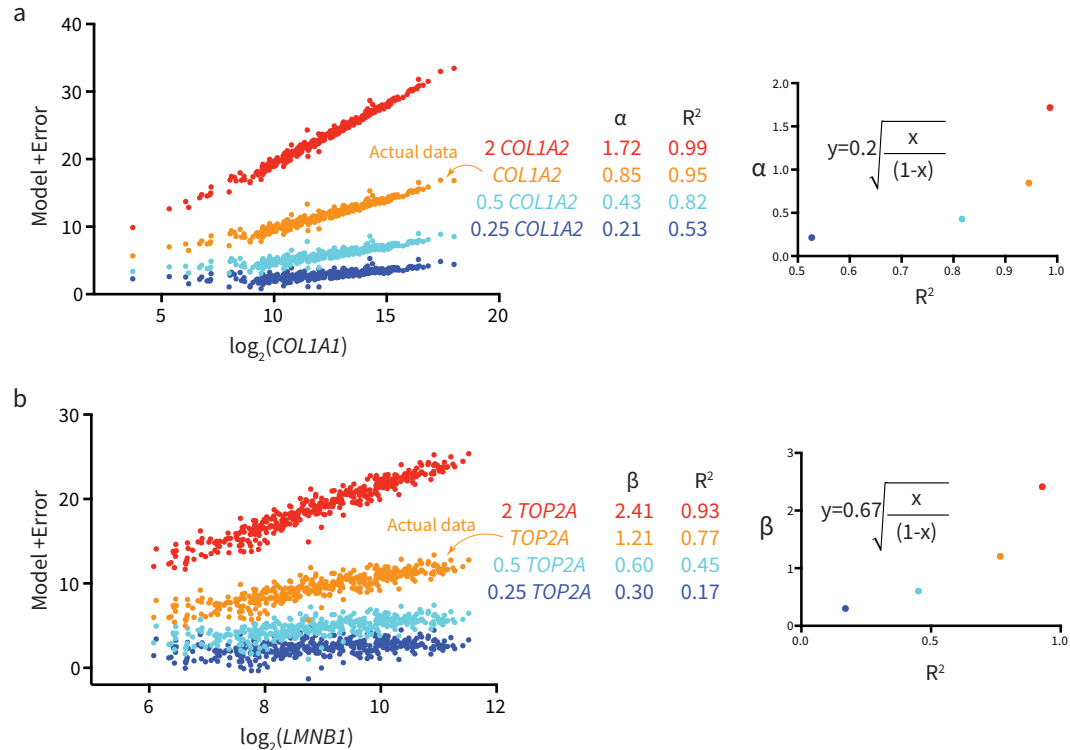 a
40
30
20
10
0
Model +Error
5
10
15
20
log2(COL1A1)
Actual data
α R2
2 COL1A2 1.72 0.99
COL1A2 0.85 0.95
0.5 COL1A2 0.43 0.82
0.25 COL1A2 0.21 0.53
2.0
1.5
1.0
0.5
0.0
α
y=0.2√x/(1-x)
0.5
0.6
0.7
0.8
0.9
1.0
R2
b
30
20
10
0
Model +Error
6
8
10
12
log2(LMNB1)
Actual data
β R2
2 TOP2A 2.41 0.93
TOP2A 1.21 0.77
0.5 TOP2A 0.60 0.45
0.25 TOP2A 0.30 0.17
3
2
1
0
β
y=0.67√x/(1-x)
0.0
0.5
1.0
R2